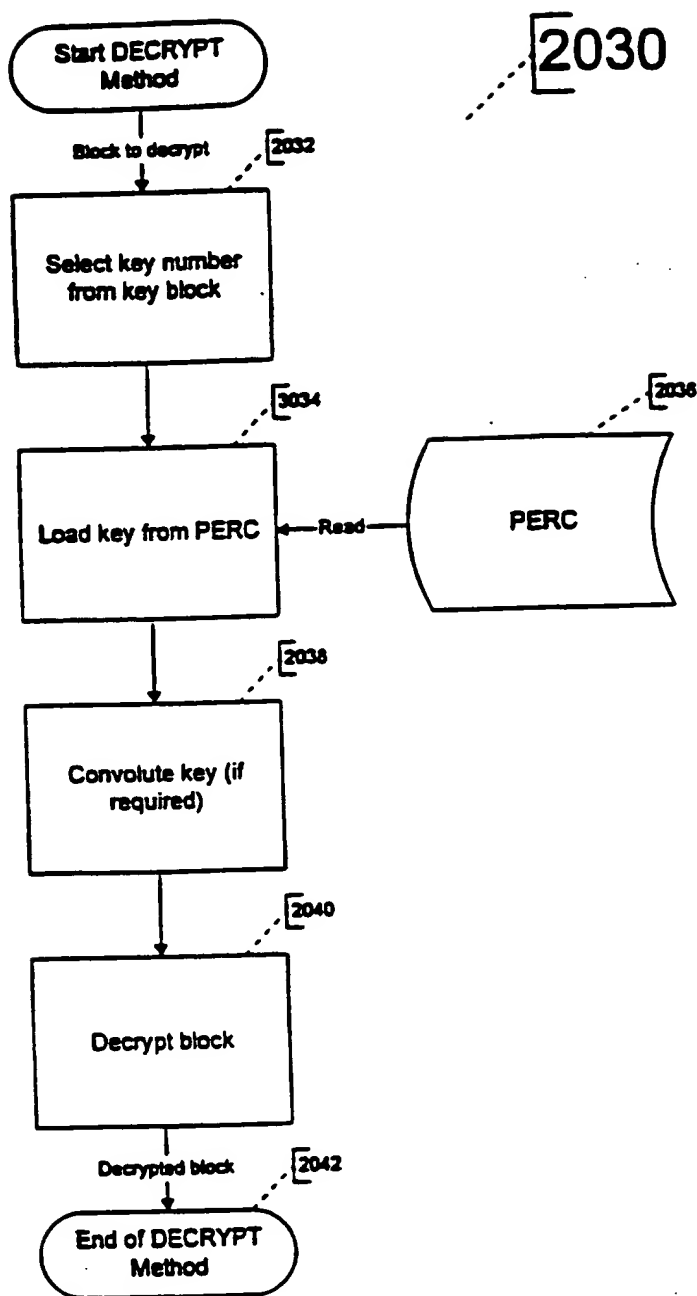 2030
Start DECRYPT
Method
Block to decrypt
2032
Select key number
from key block
3034
2036
Load key from PERC
Read
PERC
2038
Convolute key (if
required)
2040
Decrypt block
Decrypted block
2042
End of DECRYPT
Method